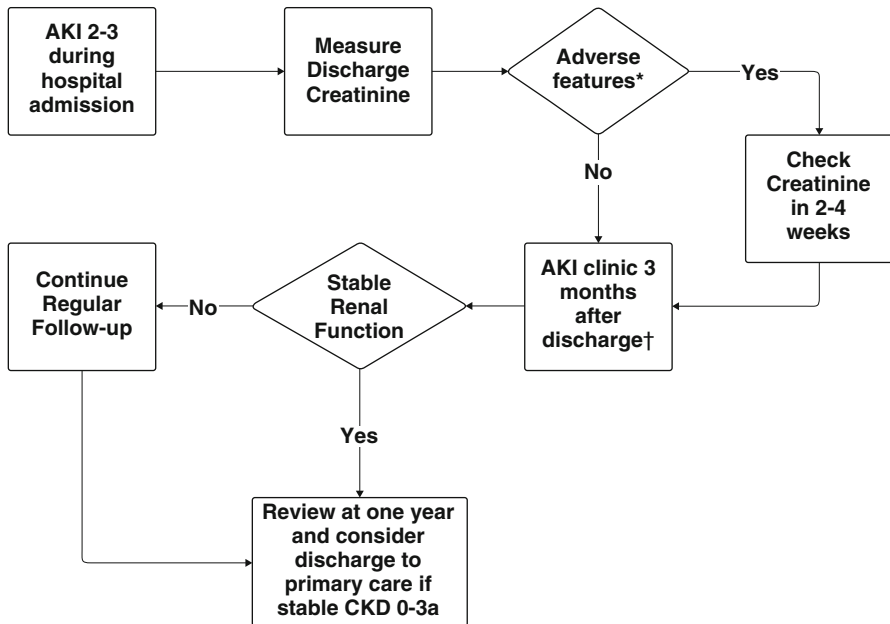 AKI 2-3
during
hospital
admission
Measure
Discharge
Creatinine
Adverse
features*
Yes
No
Check
Creatinine
in 2-4
weeks
AKI clinic 3
months
after
discharge†
Stable
Renal
Function
No
Continue
Regular
Follow-up
Yes
Review at one year
and consider
discharge to
primary care if
stable CKD 0-3a